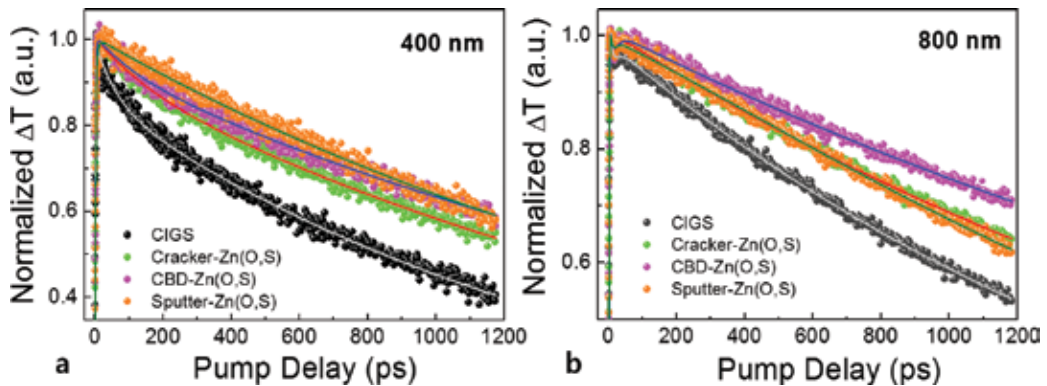 400 nm
Normalized ΔT (a.u.)
1.0
0.8
0.6
0.4
CIGS
Cracker-Zn(O,S)
CBD-Zn(O,S)
Sputter-Zn(O,S)
0 200 400 600 800 1000 1200
Pump Delay (ps)
a
800 nm
Normalized ΔT (a.u.)
1.0
0.8
0.6
CIGS
Cracker-Zn(O,S)
CBD-Zn(O,S)
Sputter-Zn(O,S)
0 200 400 600 800 1000 1200
Pump Delay (ps)
b